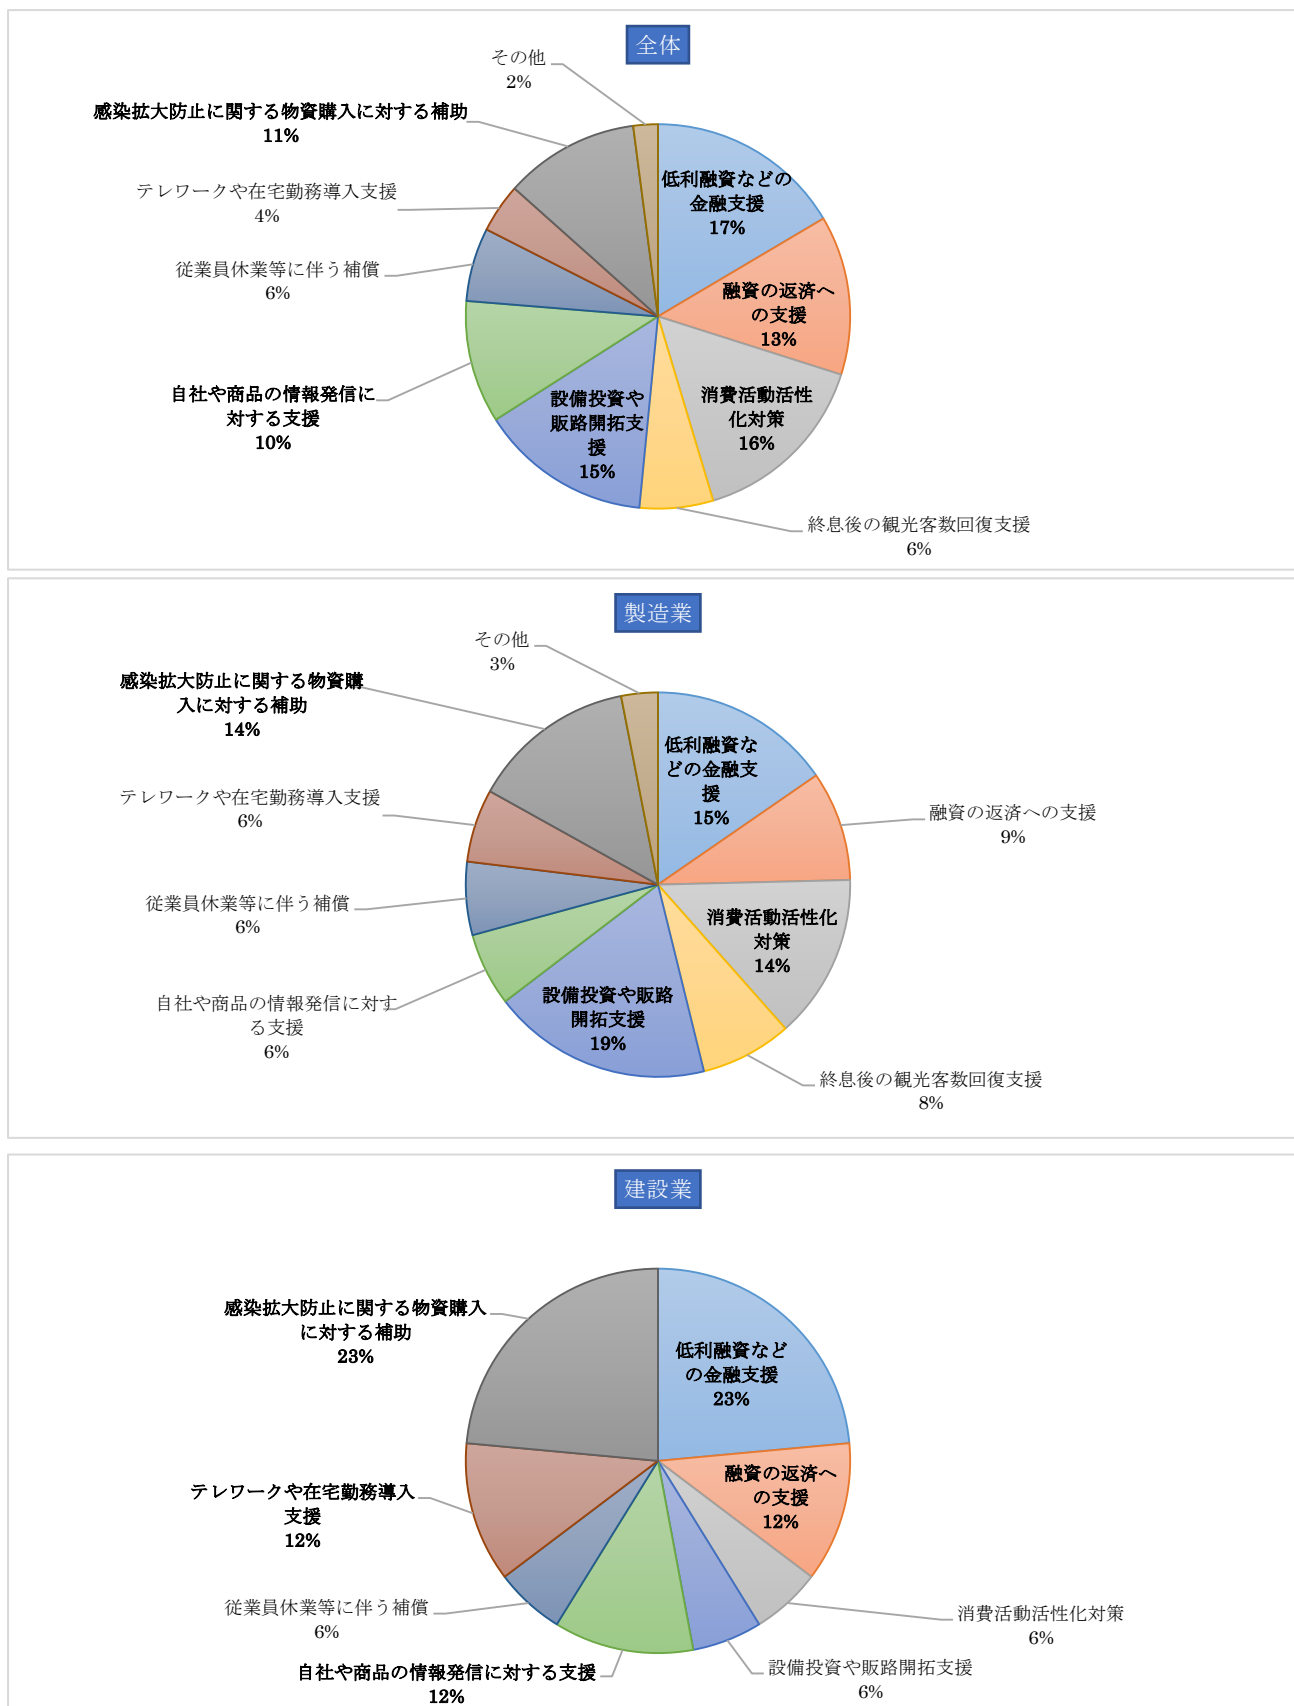 全体
その他
2%
感染拡大防止に関する物資購入に対する補助
11%
テレワークや在宅勤務導入支援
4%
従業員休業等に伴う補償
6%
自社や商品の情報発信に
対する支援
10%
低利融資などの
金融支援
17%
融資の返済へ
の支援
13%
消費活動活性
化対策
16%
設備投資や
販路開拓支
援
15%
終息後の観光客数回復支援
6%
製造業
その他
3%
感染拡大防止に関する物資購
入に対する補助
14%
テレワークや在宅勤務導入支援
6%
従業員休業等に伴う補償
6%
自社や商品の情報発信に対す
る支援
6%
低利融資な
どの金融支
援
15%
融資の返済への支援
9%
消費活動活性化
対策
14%
設備投資や販路
開拓支援
19%
終息後の観光客数回復支援
8%
建設業
感染拡大防止に関する物資購入
に対する補助
23%
低利融資など
の金融支援
23%
融資の返済へ
の支援
12%
テレワークや在宅勤務導入
支援
12%
従業員休業等に伴う補償
6%
消費活動活性化対策
6%
自社や商品の情報発信に対する支援
12%
設備投資や販路開拓支援
6%